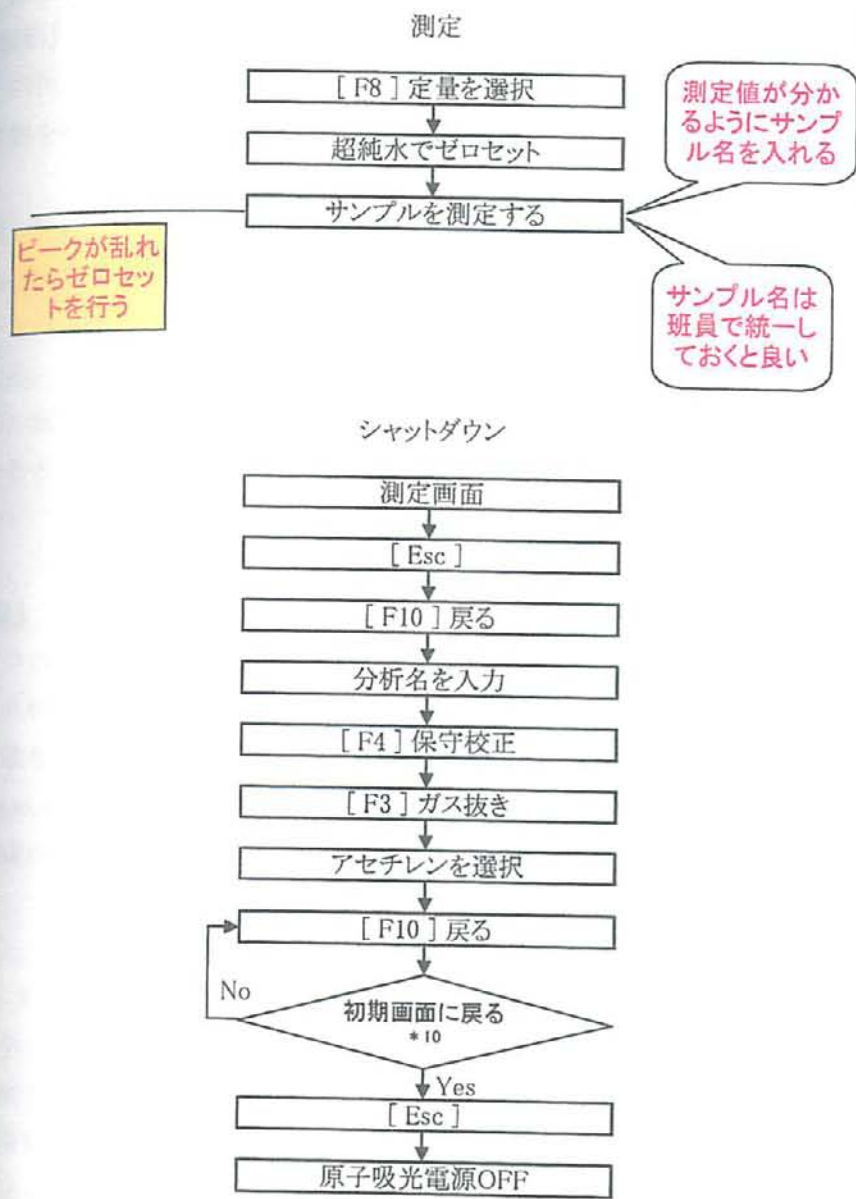 測定
[ F8 ] 定量を選択
超純水でゼロセット
サンプルを測定する
測定値が分か
るようにサンプ
ル名を入れる
ピークが乱れ
たらゼロセッ
トを行う
サンプル名は
班員で統一し
ておくと良い
シャットダウン
測定画面
[ Esc ]
[ F10 ] 戻る
分析名を入力
[ F4 ] 保守校正
[ F3 ] ガス抜き
アセチレンを選択
[ F10 ] 戻る
No
初期画面に戻る
*10
Yes
[ Esc ]
原子吸光電源OFF